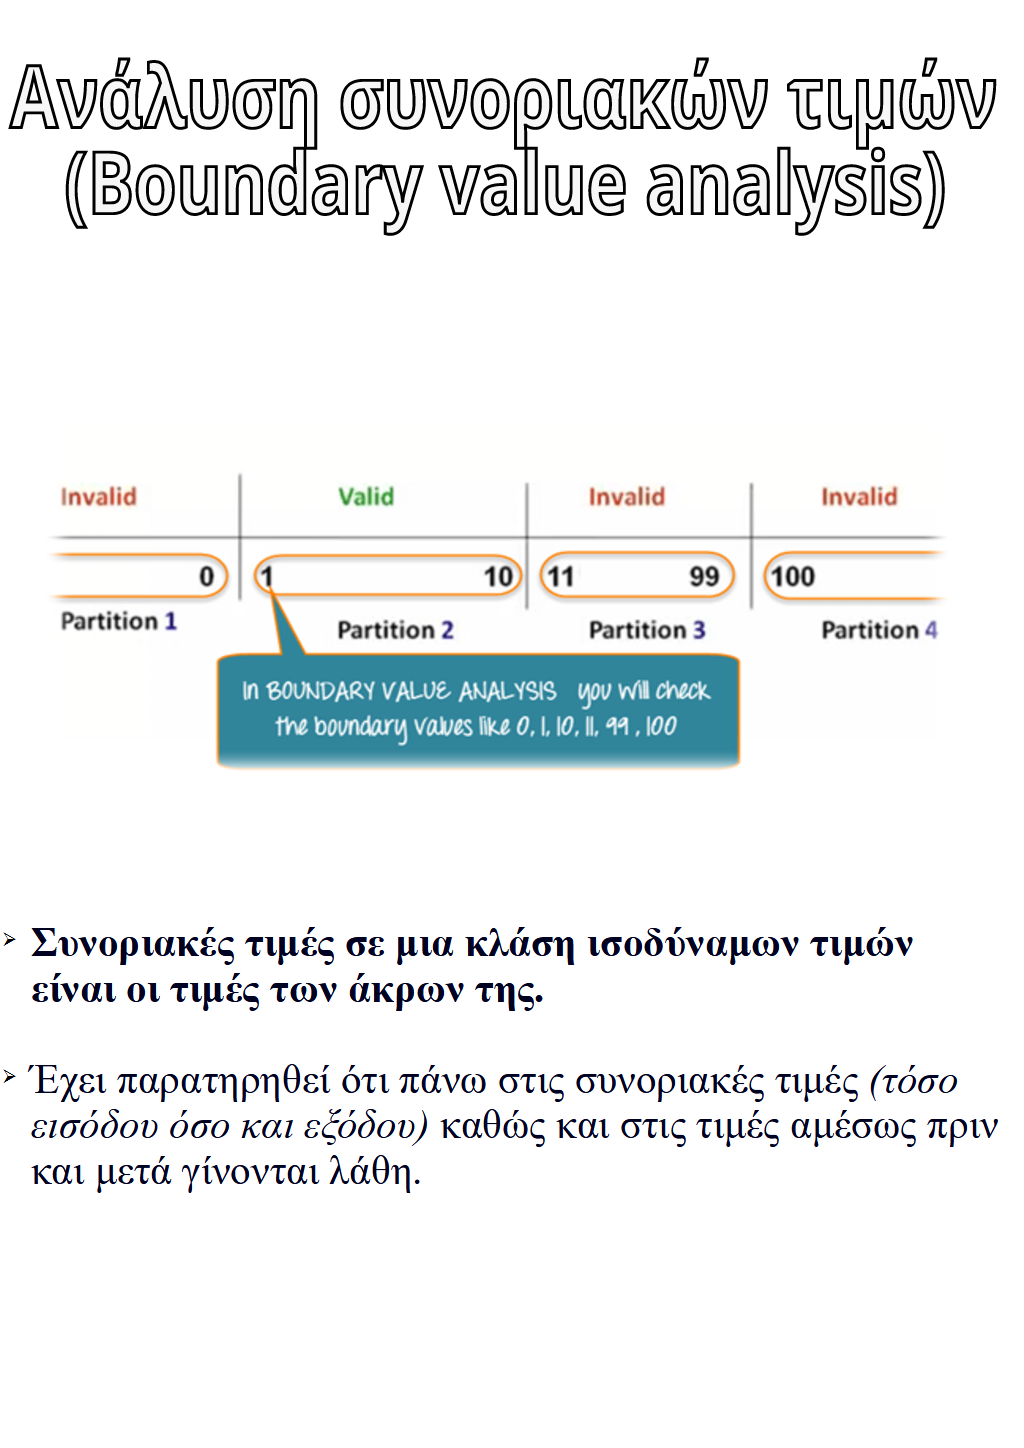 Ανάλυση συνοριακών τιμών
(Boundary value analysis)
Invalid Valid Invalid Invalid
0 1 10 11 99 100
Partition 1 Partition 2 Partition 3 Partition 4
In BOUNDARY VALUE ANALYSIS you will check
the boundary values like 0, 1, 10, 11, 99 , 100
➢ Συνοριακές τιμές σε μια κλάση ισοδύναμων τιμών
είναι οι τιμές των άκρων της.
➢ Έχει παρατηρηθεί ότι πάνω στις συνοριακές τιμές (τόσο
εισόδου όσο και εξόδου) καθώς και στις τιμές αμέσως πριν
και μετά γίνονται λάθη.